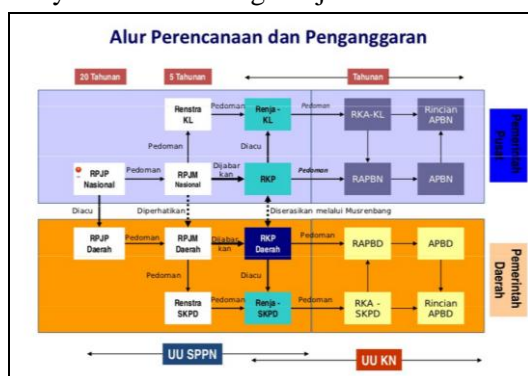 Alur Perencanaan dan Penganggaran
20 Tahunan
5 Tahunan
Tahunan
Renstra
KL
Pedoman
Renja -
KL
Pedoman
RKA-KL
Rincian
APBN
Pedoman
Diacu
RPJP
Nasional
Pedoman
RPJM
Nasional
Dijabar
kan
RKP
Pedoman
RAPBN
APBN
Pemerintah
Pusat
Diacu
Diperhatikan
Diserasikan melalui Musrenbang
RPJP
Daerah
Pedoman
RPJM
Daerah
Dijabar
kan
RKP
Daerah
Pedoman
RAPBD
APBD
Pemerintah
Daerah
Pedoman
Diacu
Renstra
SKPD
Pedoman
Renja -
SKPD
Pedoman
RKA -
SKPD
Rincian
APBD
UU SPPN
UU KN